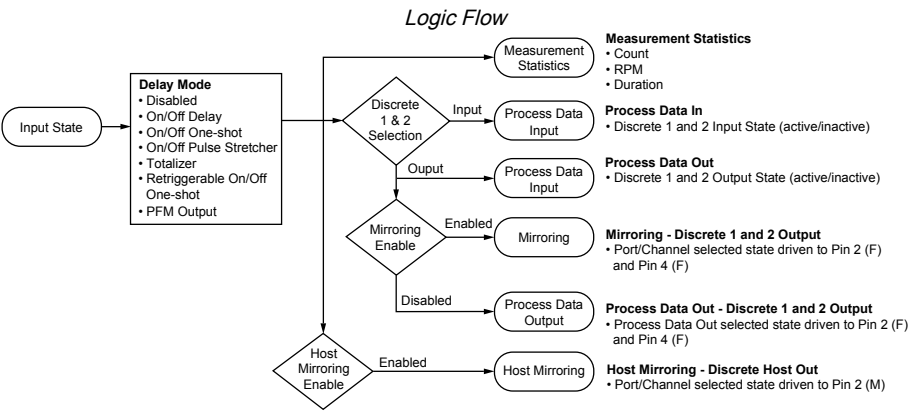 Logic Flow
Input State
Delay Mode
• Disabled
• On/Off Delay
• On/Off One-shot
• On/Off Pulse Stretcher
• Totalizer
• Retriggerable On/Off
One-shot
• PFM Output
Discrete
1 & 2
Selection
Input
Ouput
Mirroring
Enable
Enabled
Disabled
Host
Mirroring
Enable
Enabled
Measurement
Statistics
Measurement Statistics
• Count
• RPM
• Duration
Process Data
Input
Process Data In
• Discrete 1 and 2 Input State (active/inactive)
Process Data
Input
Process Data Out
• Discrete 1 and 2 Output State (active/inactive)
Mirroring
Mirroring - Discrete 1 and 2 Output
• Port/Channel selected state driven to Pin 2 (F)
and Pin 4 (F)
Process Data
Output
Process Data Out - Discrete 1 and 2 Output
• Process Data Out selected state driven to Pin 2 (F)
and Pin 4 (F)
Host Mirroring
Host Mirroring - Discrete Host Out
• Port/Channel selected state driven to Pin 2 (M)